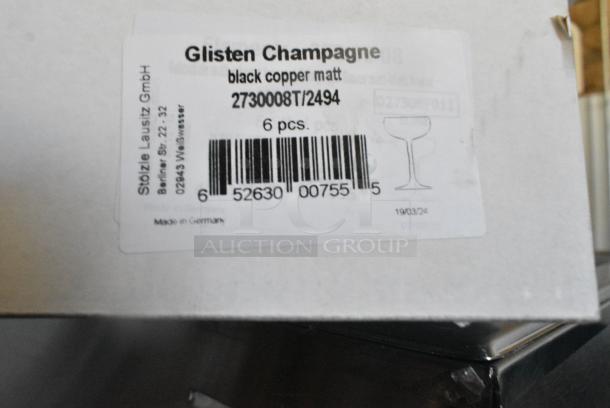 Glisten Champagne
black copper matt
2730008T/2494
6 pcs.
Stölzle Lausitz GmbH
Berliner Str. 22 - 32
02943 Weißwasser
6 52630 00755 5
Made in Germany
19/03/24
PCI
AUCTION GROUP